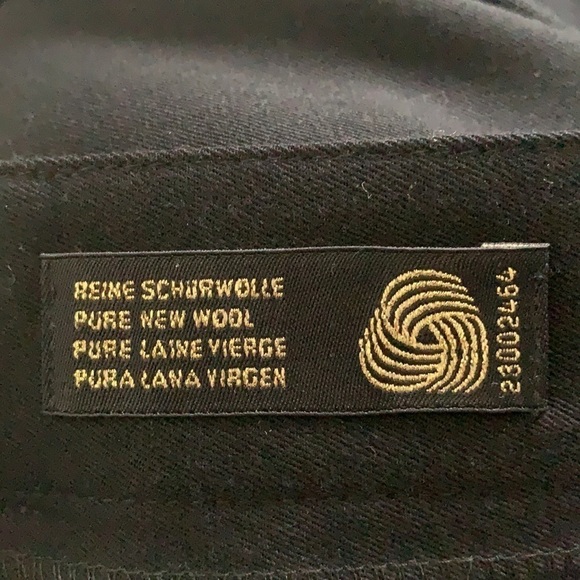 REINE SCHURWOLLE
PURE NEW WOOL
PURE LAINE VIERGE
PURA LANA VIRGEN
23002464